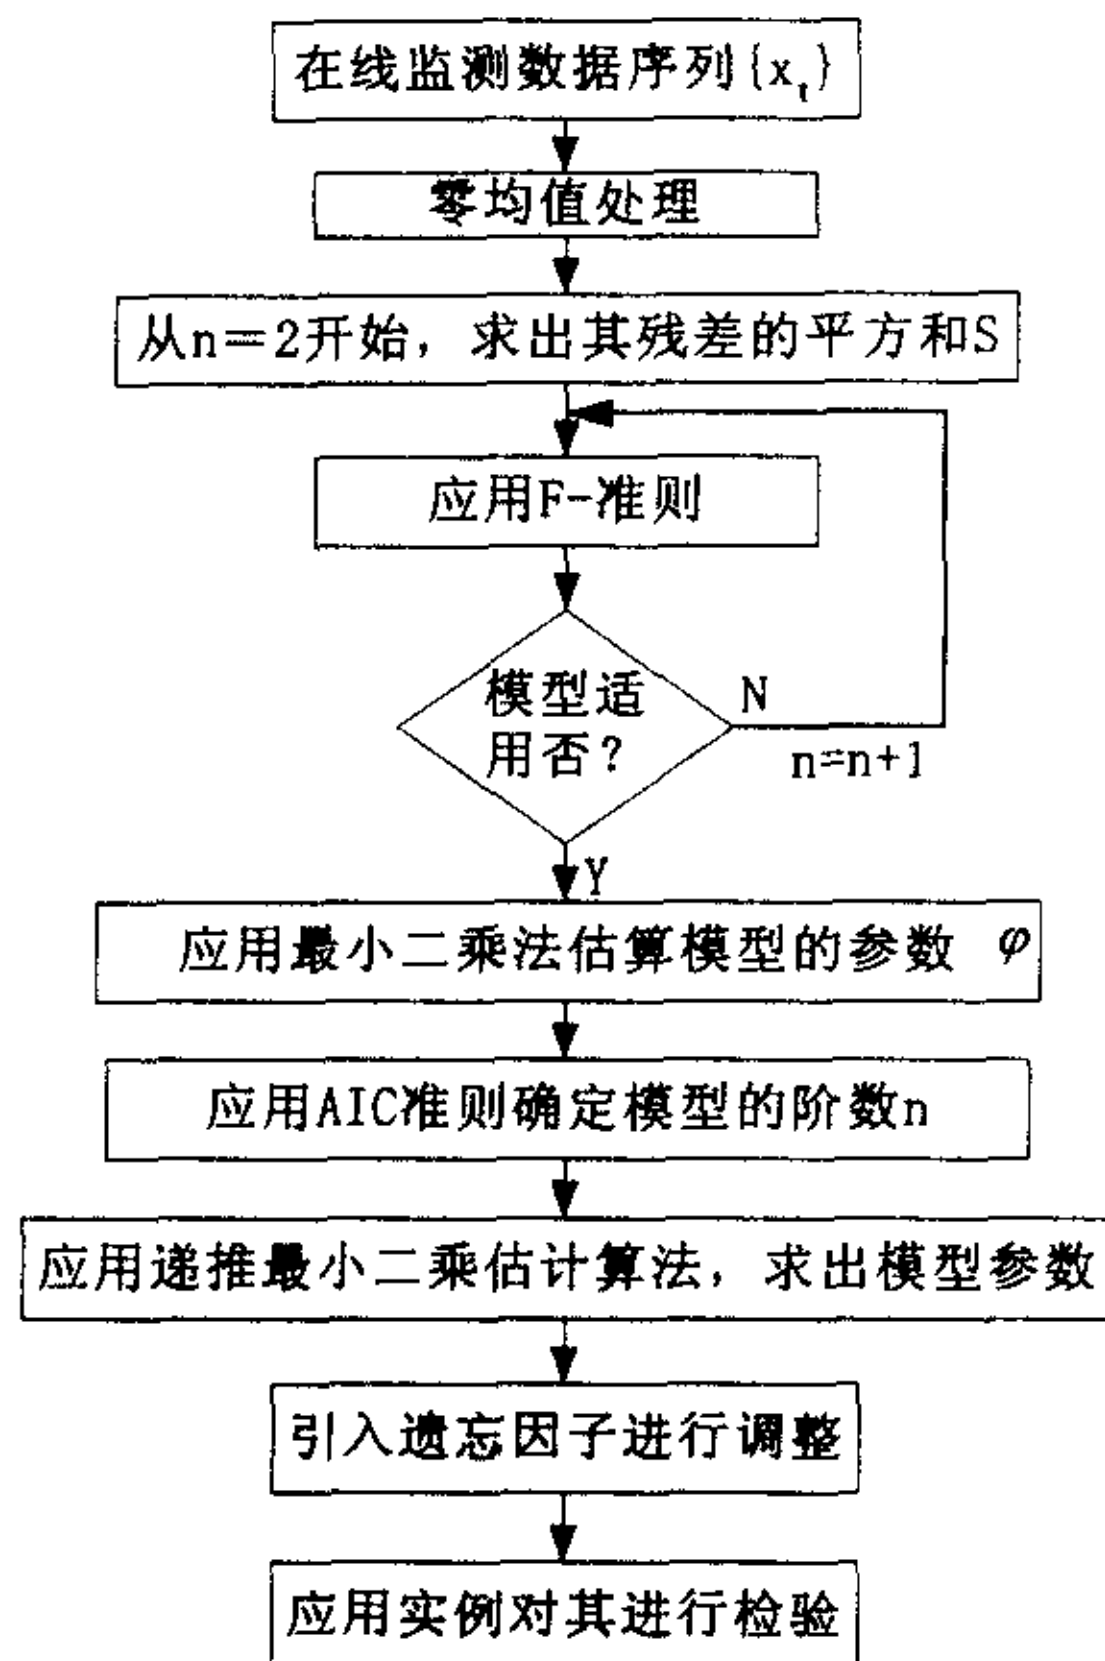 在线监测数据序列{xt}
零均值处理
从n=2开始，求出其残差的平方和S
应用F-准则
模型适
用否？
N
n=n+1
Y
应用最小二乘法估算模型的参数 φ
应用AIC准则确定模型的阶数n
应用递推最小二乘估计算法，求出模型参数
引入遗忘因子进行调整
应用实例对其进行检验